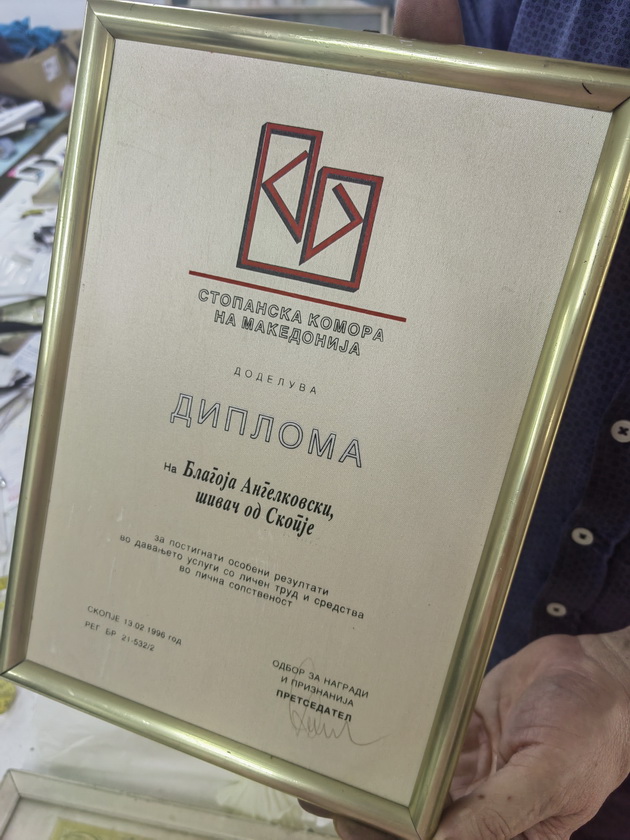 СТОПАНСКА КОМОРА
НА МАКЕДОНИЈА
ДОДЕЛУВА
ДИПЛОМА
На Благоја Ангелковски,
шивач од Скопје
за постигнати особени резултати
во давањето услуги со личен труд и средства
во лична сопственост
СКОПЈЕ 13.02 1996 год
РЕГ БР 21-532/2
ОДБОР ЗА НАГРАДИ
И ПРИЗНАНИЈА
ПРЕТСЕДАТЕЛ